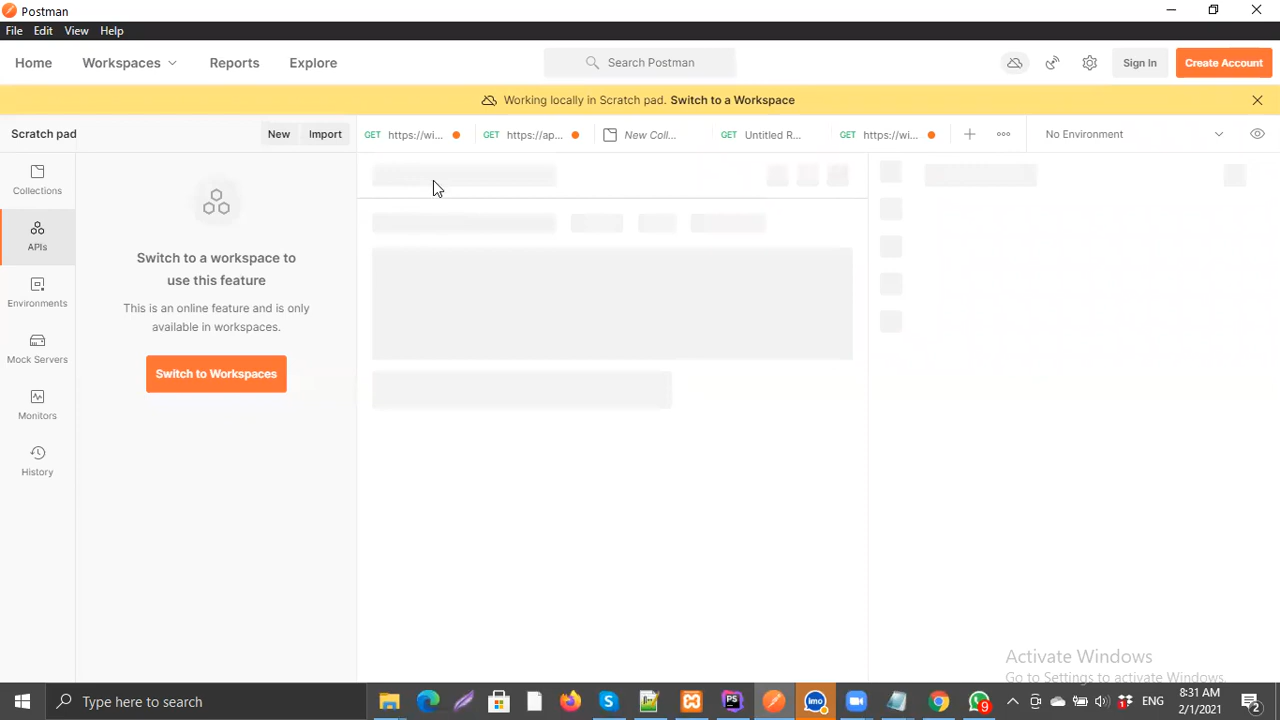 Postman
File Edit View Help
Home Workspaces Reports Explore Search Postman Sign In Create Account
Working locally in Scratch pad. Switch to a Workspace
Scratch pad New Import GET https://wi... GET https://ap... New Coll... GET Untitled R... GET https://wi... No Environment
Collections
APIs
Environments
Mock Servers
Monitors
History
Switch to a workspace to
use this feature
This is an online feature and is only
available in workspaces.
Switch to Workspaces
Activate Windows
Go to Settings to activate Windows.
Type here to search
imo
9
ENG
8:31 AM
2/1/2021
2